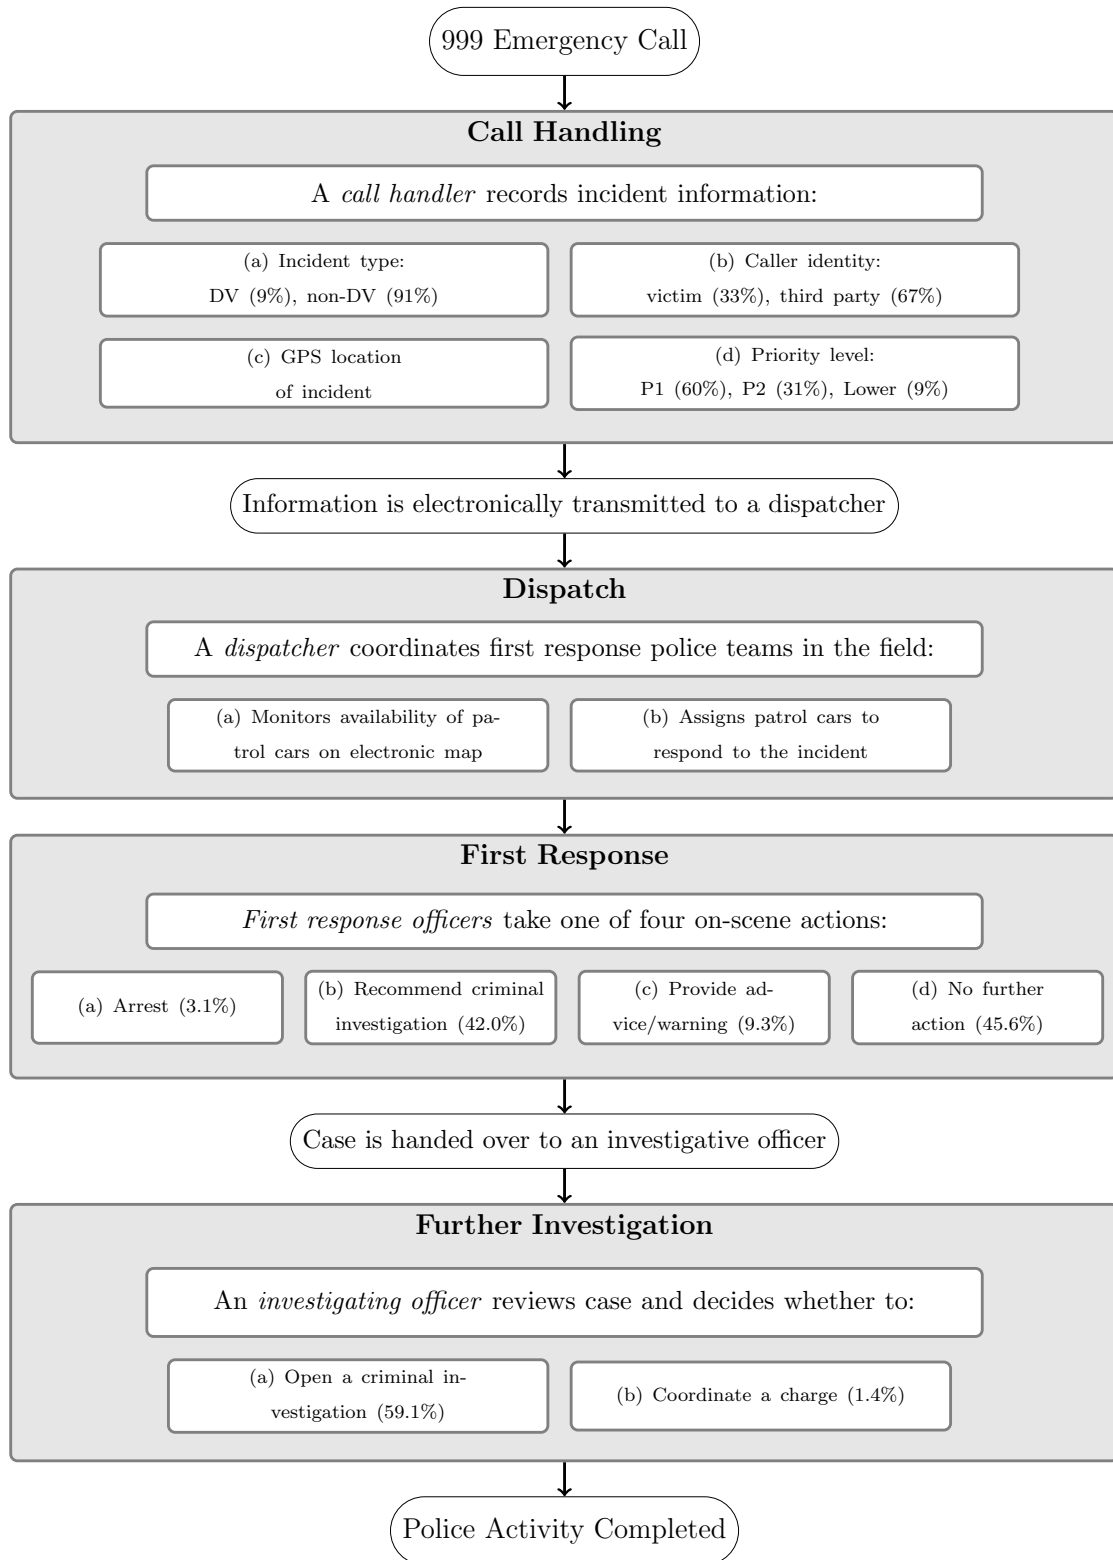 999 Emergency Call
Call Handling
A call handler records incident information:
(a) Incident type:
DV (9%), non-DV (91%)
(b) Caller identity:
victim (33%), third party (67%)
(c) GPS location
of incident
(d) Priority level:
P1 (60%), P2 (31%), Lower (9%)
Information is electronically transmitted to a dispatcher
Dispatch
A dispatcher coordinates first response police teams in the field:
(a) Monitors availability of pa-
trol cars on electronic map
(b) Assigns patrol cars to
respond to the incident
First Response
First response officers take one of four on-scene actions:
(a) Arrest (3.1%)
(b) Recommend criminal
investigation (42.0%)
(c) Provide ad-
vice/warning (9.3%)
(d) No further
action (45.6%)
Case is handed over to an investigative officer
Further Investigation
An investigating officer reviews case and decides whether to:
(a) Open a criminal in-
vestigation (59.1%)
(b) Coordinate a charge (1.4%)
Police Activity Completed